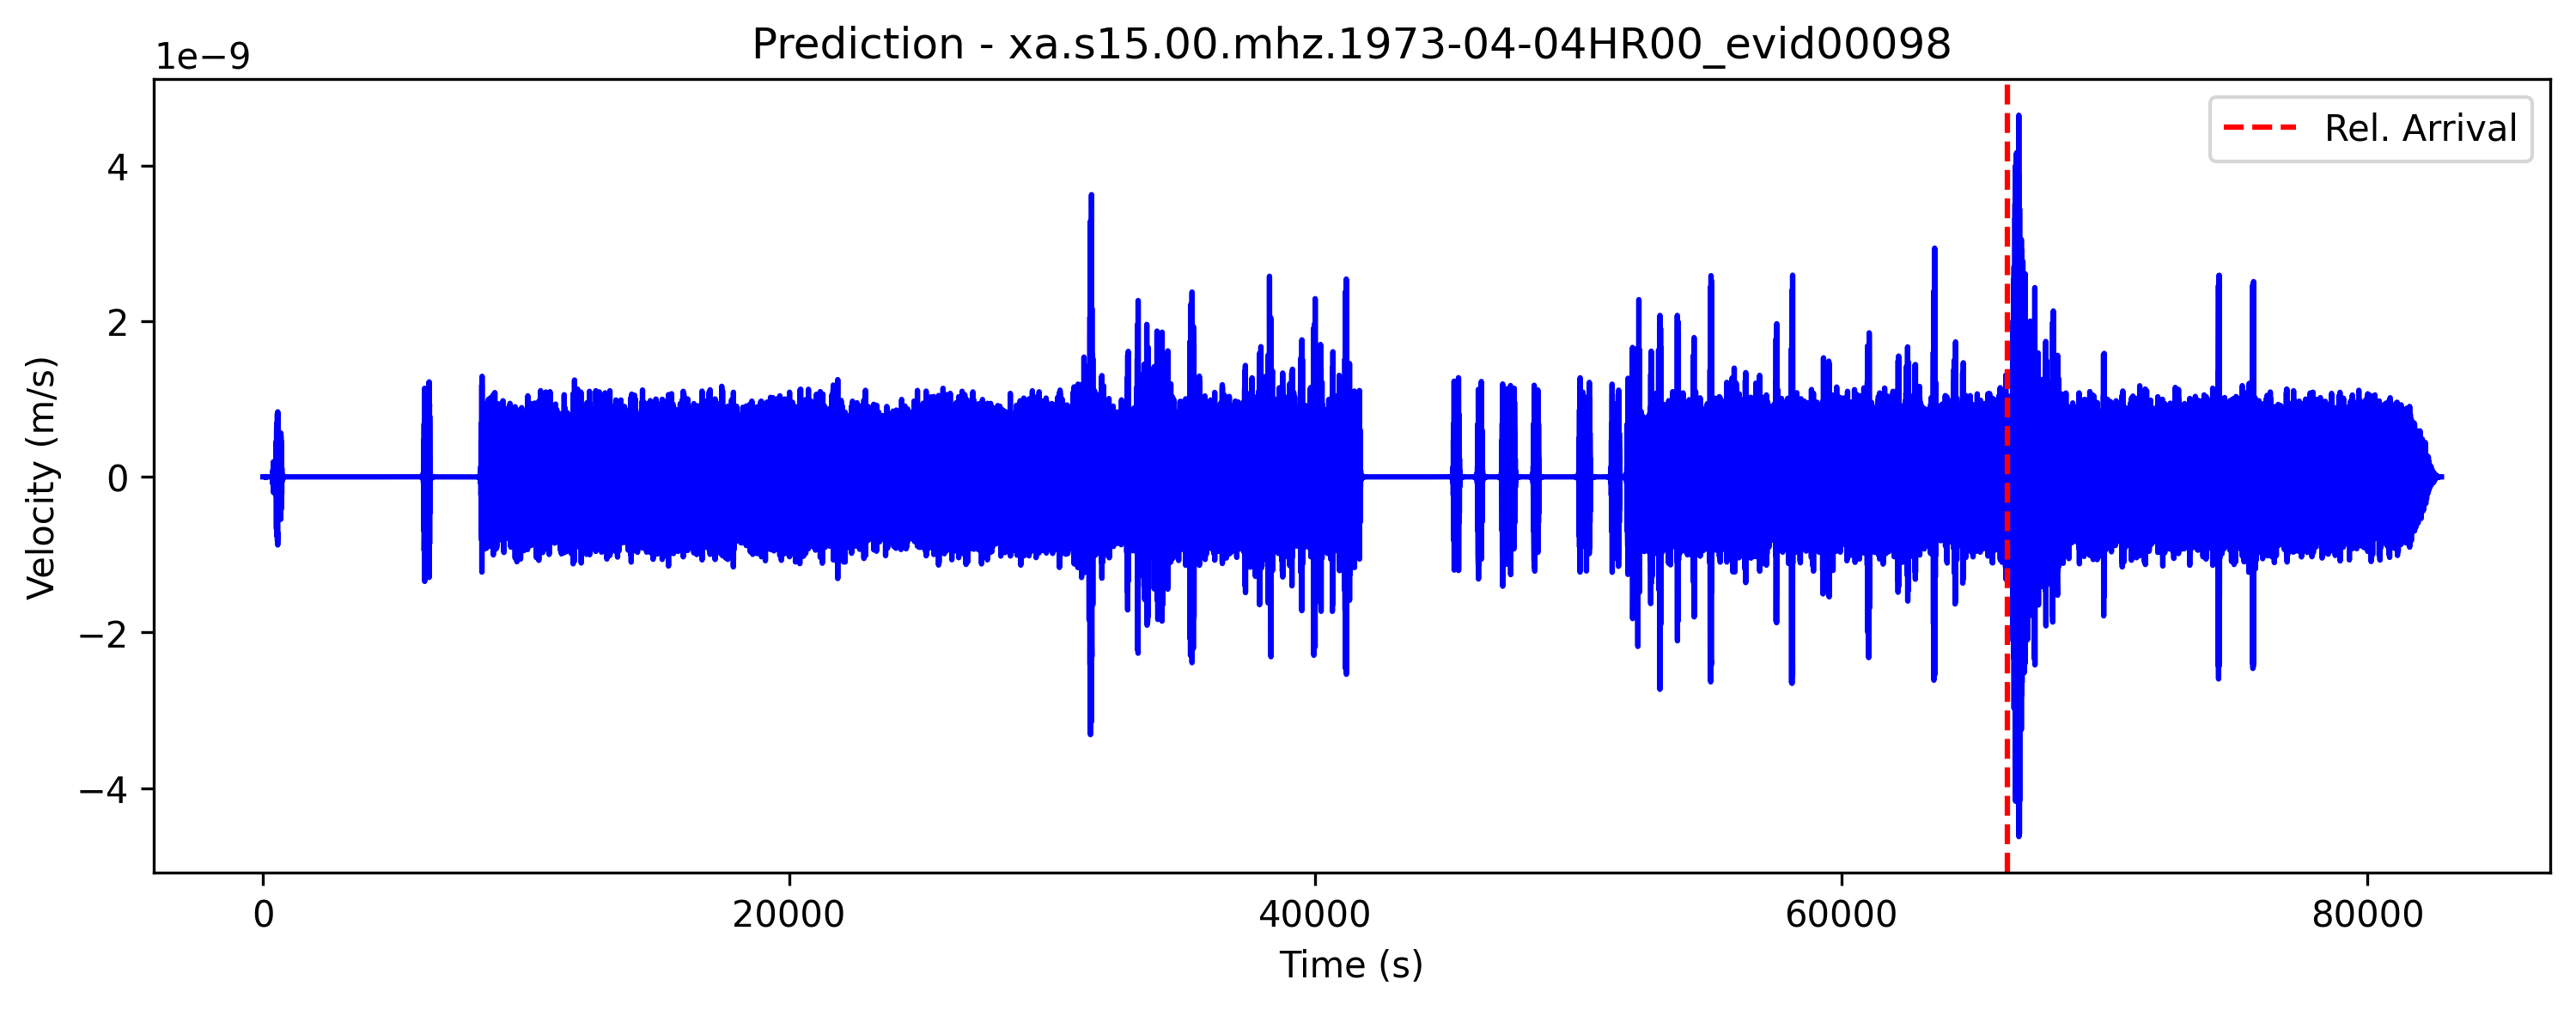 Prediction - xa.s15.00.mhz.1973-04-04HR00_evid00098
1e−9
Rel. Arrival
4
2
0
−2
−4
Velocity (m/s)
0 20000 40000 60000 80000
Time (s)